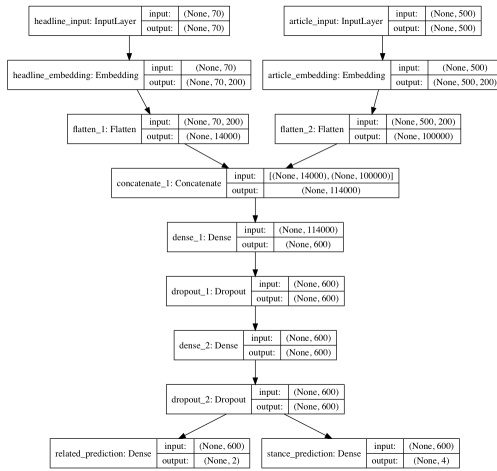 headline_input: InputLayer input: (None, 70) output: (None, 70)
article_input: InputLayer input: (None, 500) output: (None, 500)
headline_embedding: Embedding input: (None, 70) output: (None, 70, 200)
article_embedding: Embedding input: (None, 500) output: (None, 500, 200)
flatten_1: Flatten input: (None, 70, 200) output: (None, 14000)
flatten_2: Flatten input: (None, 500, 200) output: (None, 100000)
concatenate_1: Concatenate input: [(None, 14000), (None, 100000)] output: (None, 114000)
dense_1: Dense input: (None, 114000) output: (None, 600)
dropout_1: Dropout input: (None, 600) output: (None, 600)
dense_2: Dense input: (None, 600) output: (None, 600)
dropout_2: Dropout input: (None, 600) output: (None, 600)
related_prediction: Dense input: (None, 600) output: (None, 2)
stance_prediction: Dense input: (None, 600) output: (None, 4)